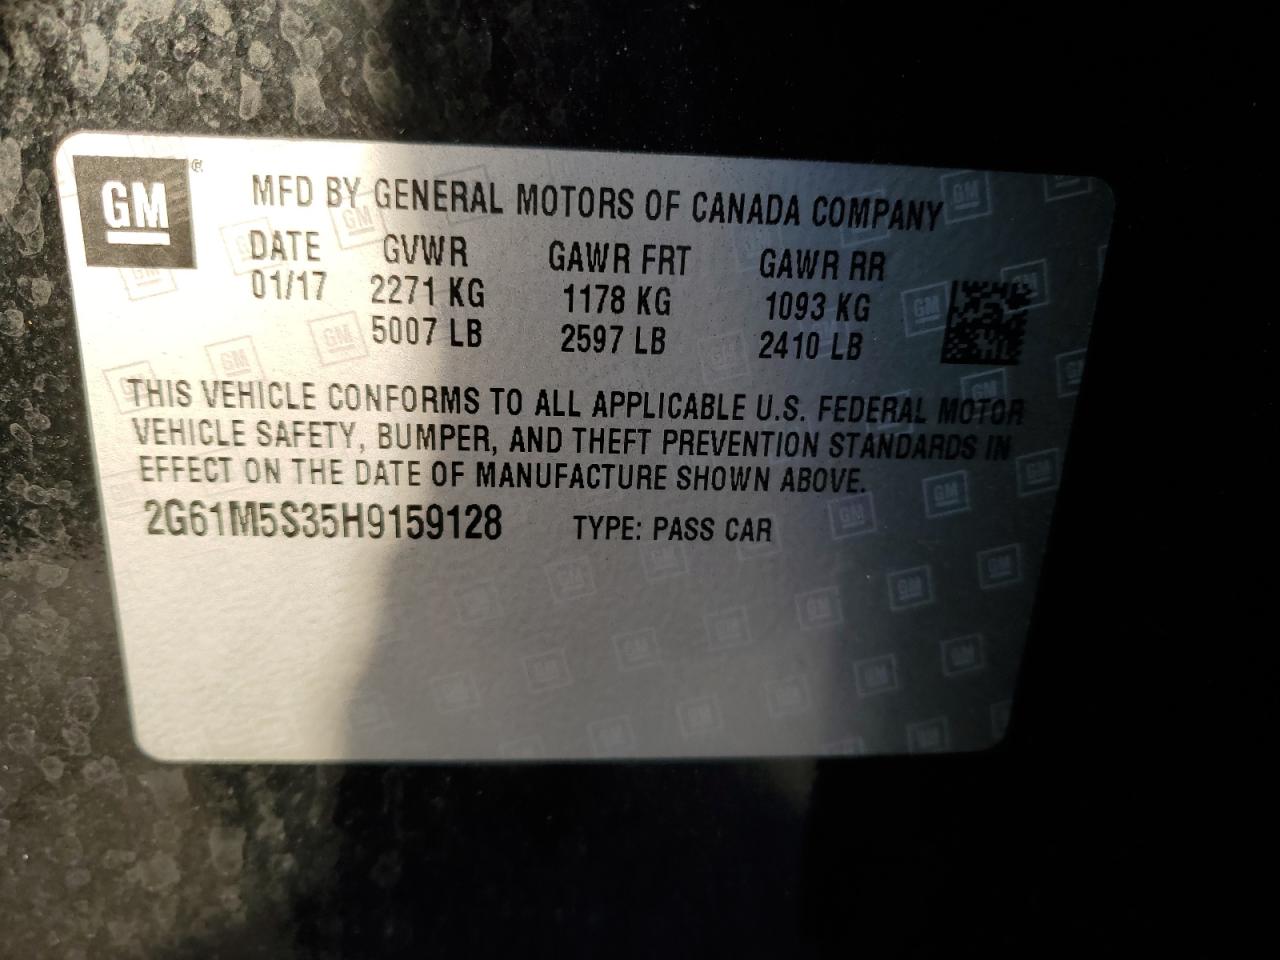 GM ®
MFD BY GENERAL MOTORS OF CANADA COMPANY
DATE GVWR GAWR FRT GAWR RR
01/17 2271 KG 1178 KG 1093 KG
5007 LB 2597 LB 2410 LB
THIS VEHICLE CONFORMS TO ALL APPLICABLE U.S. FEDERAL MOTOR
VEHICLE SAFETY, BUMPER, AND THEFT PREVENTION STANDARDS IN
EFFECT ON THE DATE OF MANUFACTURE SHOWN ABOVE.
2G61M5S35H9159128 TYPE: PASS CAR